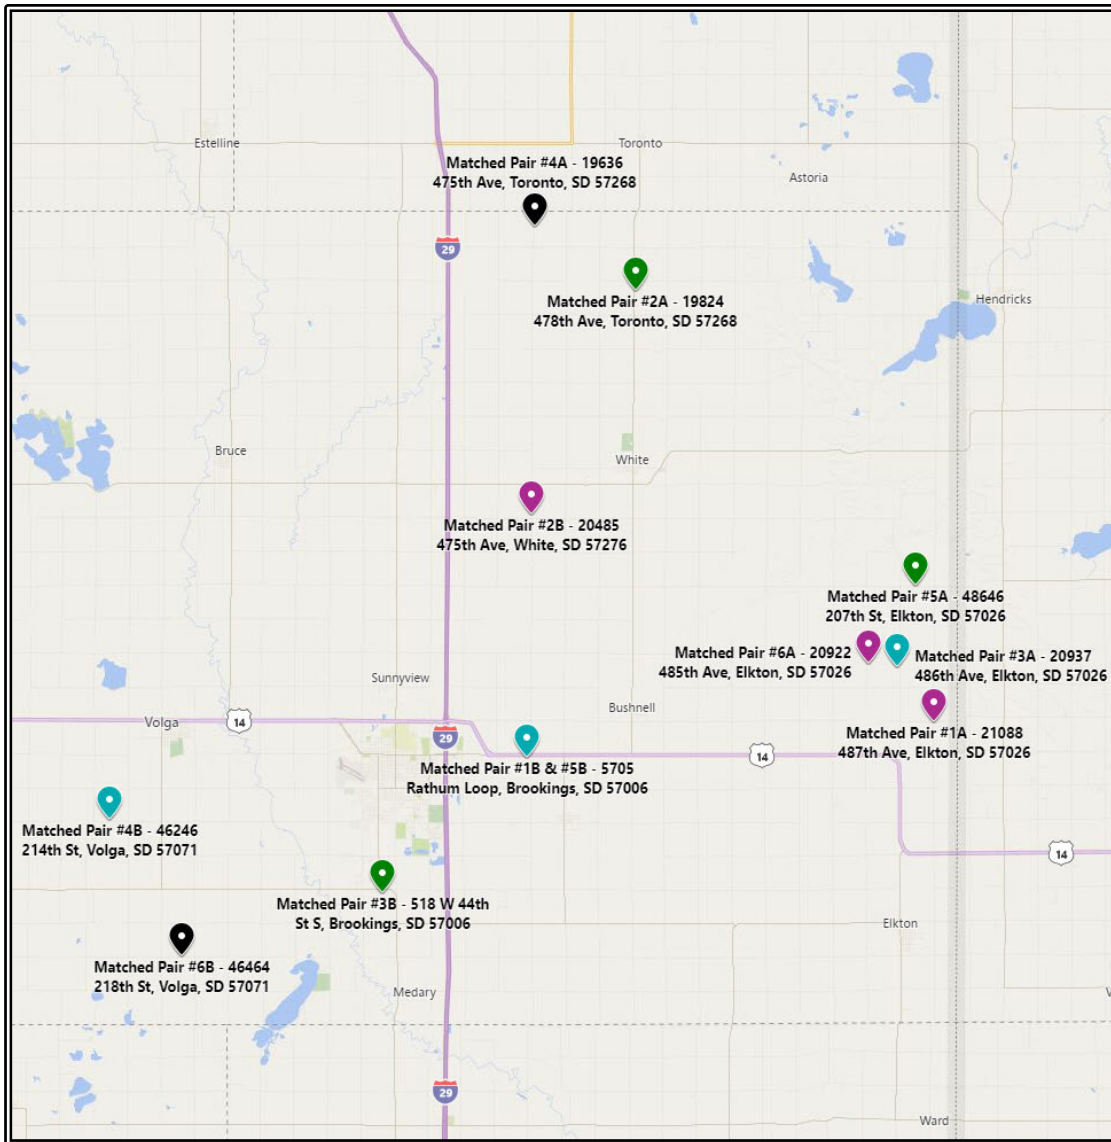 Estelline
Toronto
Matched Pair #4A - 19636
475th Ave, Toronto, SD 57268
Astoria
29
Matched Pair #2A - 19824
478th Ave, Toronto, SD 57268
Hendricks
Bruce
White
Matched Pair #2B - 20485
475th Ave, White, SD 57276
Matched Pair #5A - 48646
207th St, Elkton, SD 57026
Matched Pair #6A - 20922
485th Ave, Elkton, SD 57026
Matched Pair #3A - 20937
486th Ave, Elkton, SD 57026
Sunnyview
Bushnell
Volga
14
29
14
Matched Pair #1A - 21088
487th Ave, Elkton, SD 57026
Matched Pair #1B & #5B - 5705
Rathum Loop, Brookings, SD 57006
Matched Pair #4B - 46246
214th St, Volga, SD 57071
14
Matched Pair #3B - 518 W 44th
St S, Brookings, SD 57006
Elkton
Matched Pair #6B - 46464
218th St, Volga, SD 57071
Medary
V
29
Ward